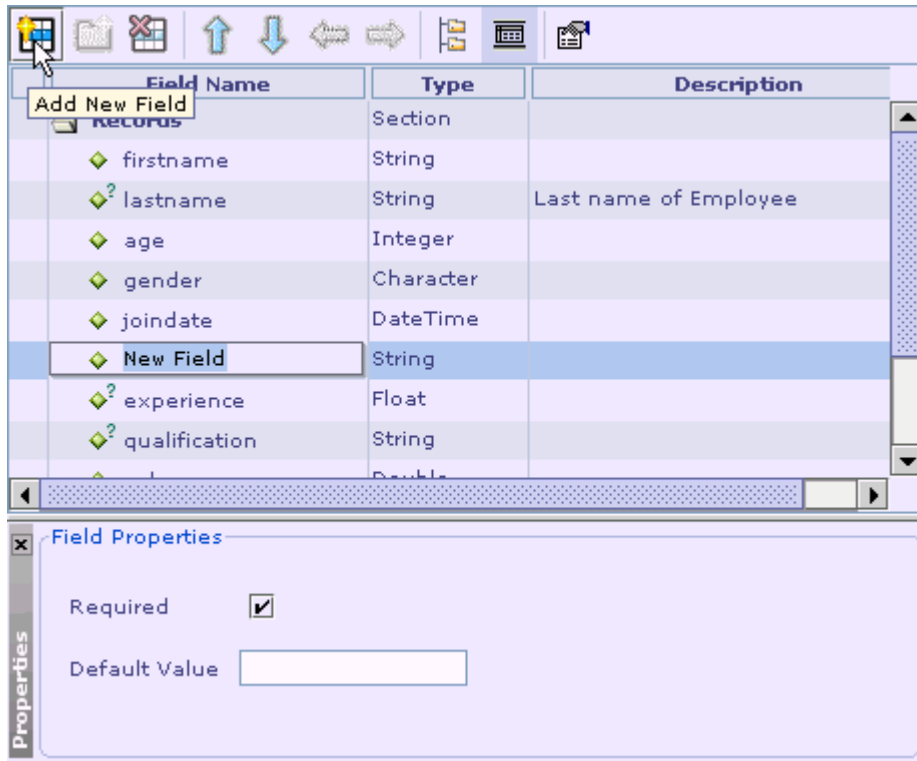 Field Name Type Description
Add New Field
Records Section
firstname String
? lastname String Last name of Employee
age Integer
gender Character
joindate DateTime
New Field String
? experience Float
? qualification String
Double
Field Properties
Required
Default Value
Properties